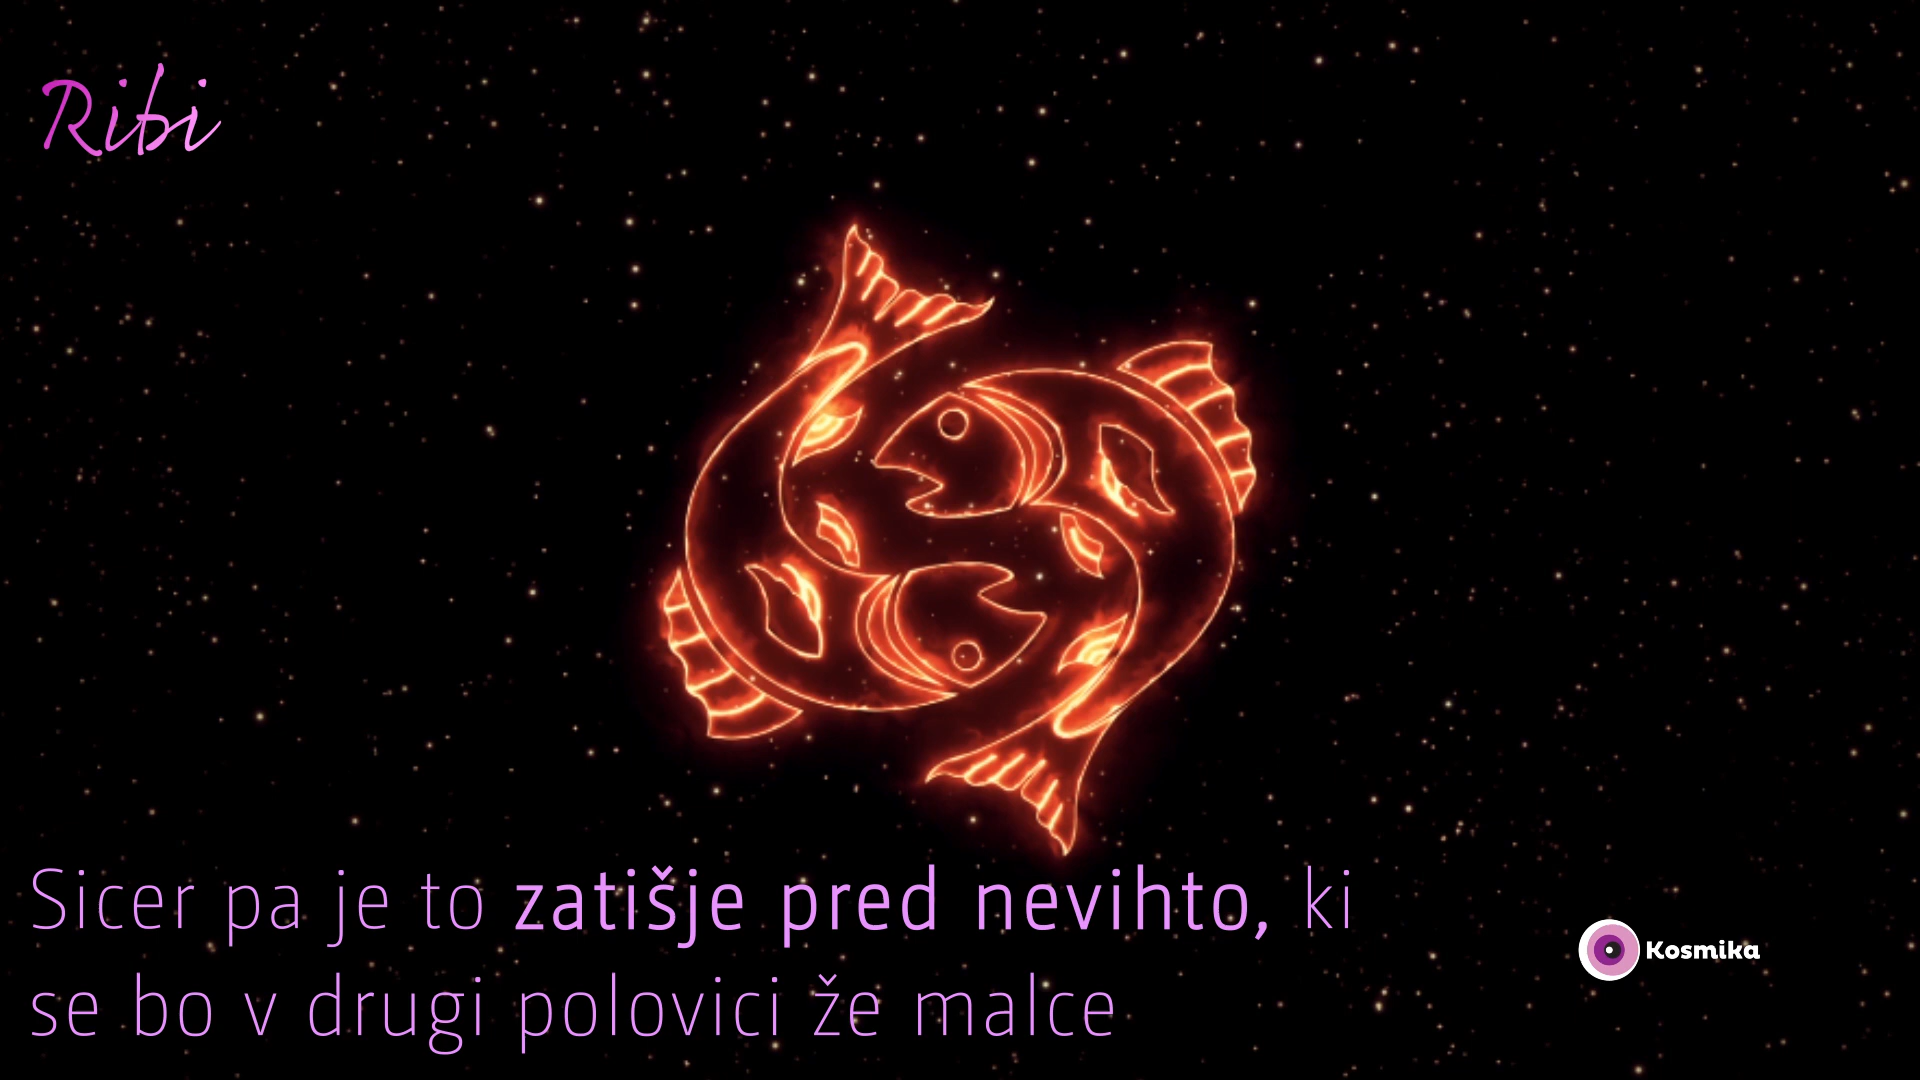 Ribi
Sicer pa je to zatišje pred nevihto, ki
se bo v drugi polovici že malce
Kosmika